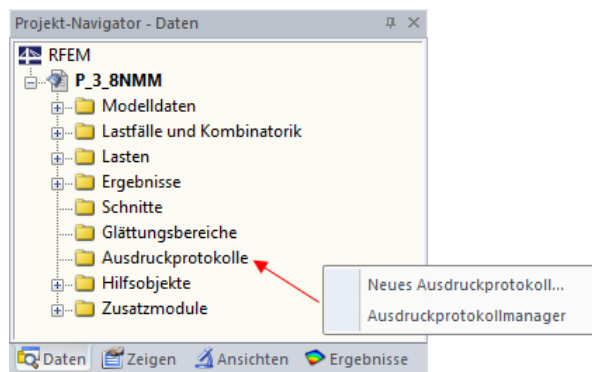 Projekt-Navigator - Daten
RFEM
P_3_8NMM
Modelldaten
Lastfälle und Kombinatorik
Lasten
Ergebnisse
Schnitte
Glättungsbereiche
Ausdruckprotokolle
Hilfsobjekte
Zusatzmodule
Neues Ausdruckprotokoll...
Ausdruckprotokollmanager
Daten Zeigen Ansichten Ergebnisse